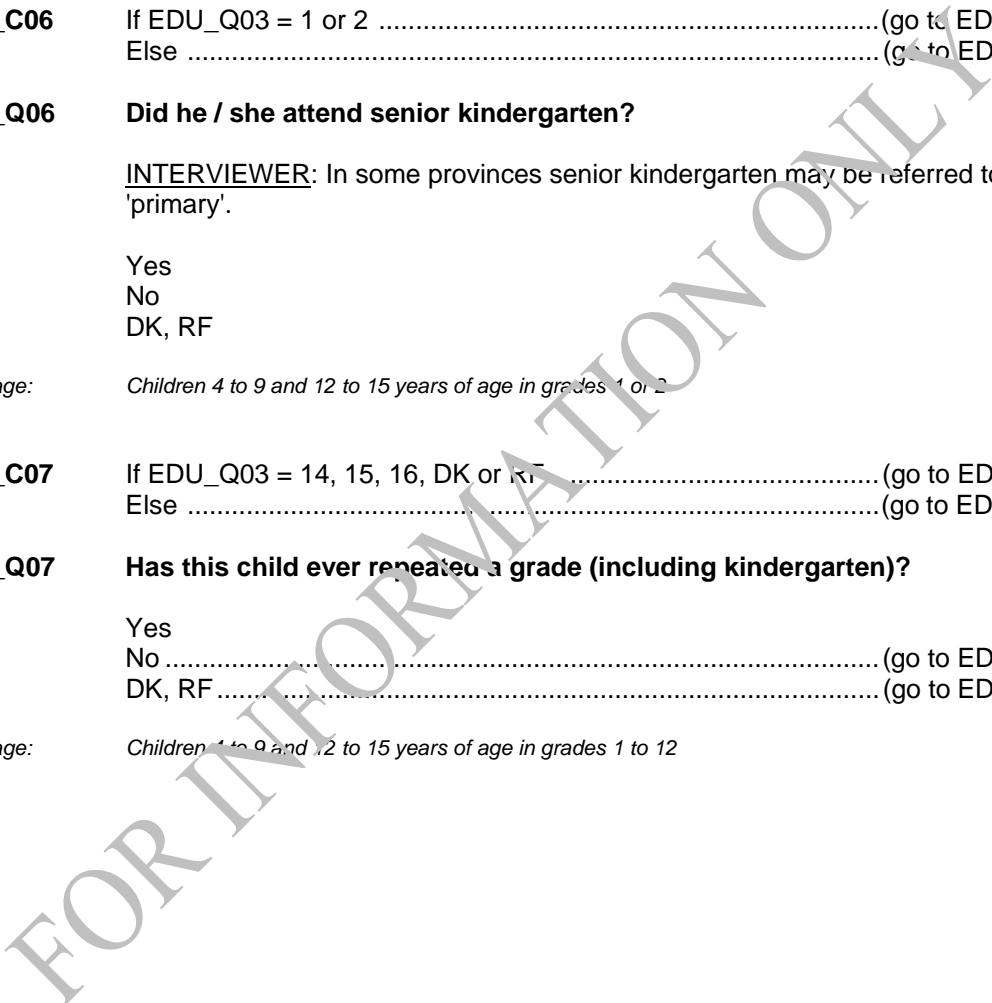 _C06 If EDU_Q03 = 1 or 2 ....................................................................(go to ED
Else ...............................................................................................(go to ED
_Q06 Did he / she attend senior kindergarten?
INTERVIEWER: In some provinces senior kindergarten may be referred to
'primary'.
Yes
No
DK, RF
age: Children 4 to 9 and 12 to 15 years of age in grades 1 or 2
_C07 If EDU_Q03 = 14, 15, 16, DK or RF ..........................................(go to ED
Else ...............................................................................................(go to ED
_Q07 Has this child ever repeated a grade (including kindergarten)?
Yes
No ..................................................................................................(go to ED
DK, RF ...........................................................................................(go to ED
age: Children 4 to 9 and 12 to 15 years of age in grades 1 to 12
FOR INFORMATION ONLY